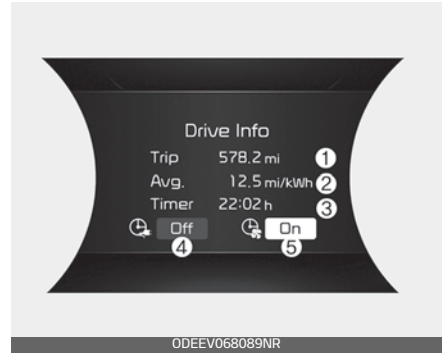 Drive Info
Trip 578.2 mi ①
Avg. 12.5 mi/kWh ②
Timer 22:02 h ③
Off On
④ ⑤
ODEEV068089NR